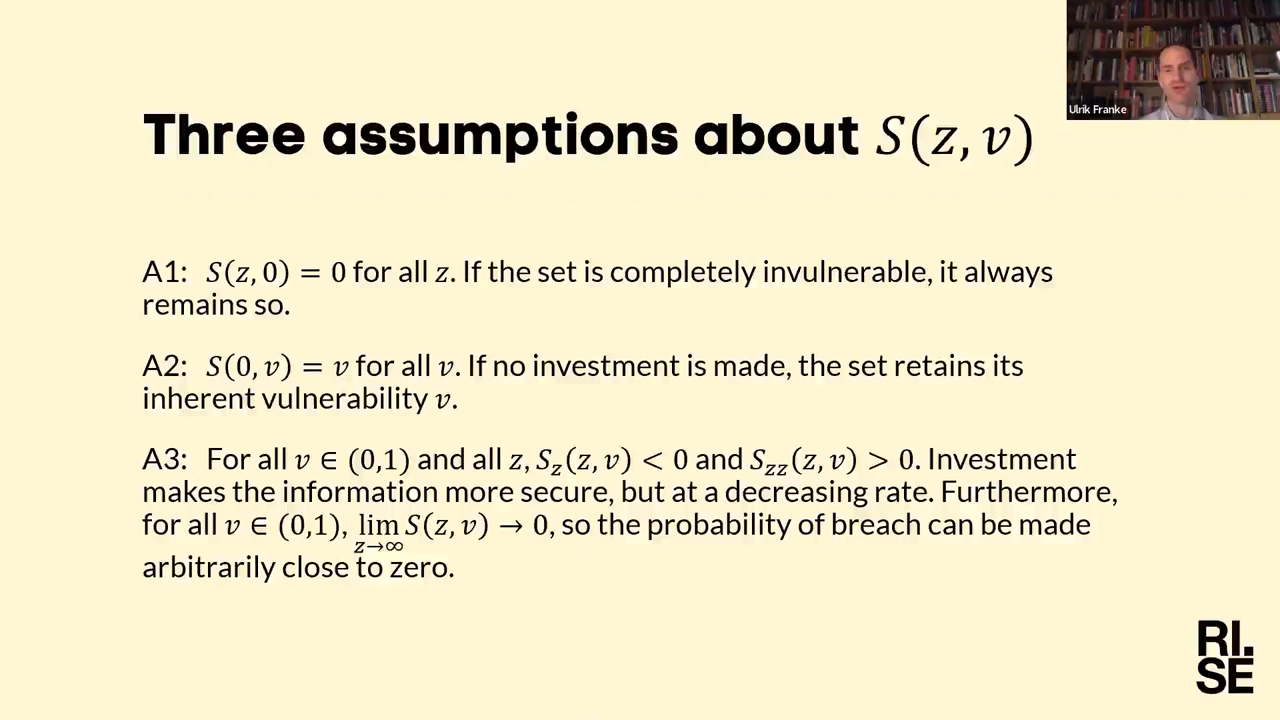 Ulrik Franke
Three assumptions about S(z, v)
A1: S(z, 0) = 0 for all z. If the set is completely invulnerable, it always
remains so.
A2: S(0, v) = v for all v. If no investment is made, the set retains its
inherent vulnerability v.
A3: For all v ∈ (0,1) and all z, S_z(z, v) < 0 and S_zz(z, v) > 0. Investment
makes the information more secure, but at a decreasing rate. Furthermore,
for all v ∈ (0,1), lim S(z, v) → 0, so the probability of breach can be made
z→∞
arbitrarily close to zero.
RI.
SE